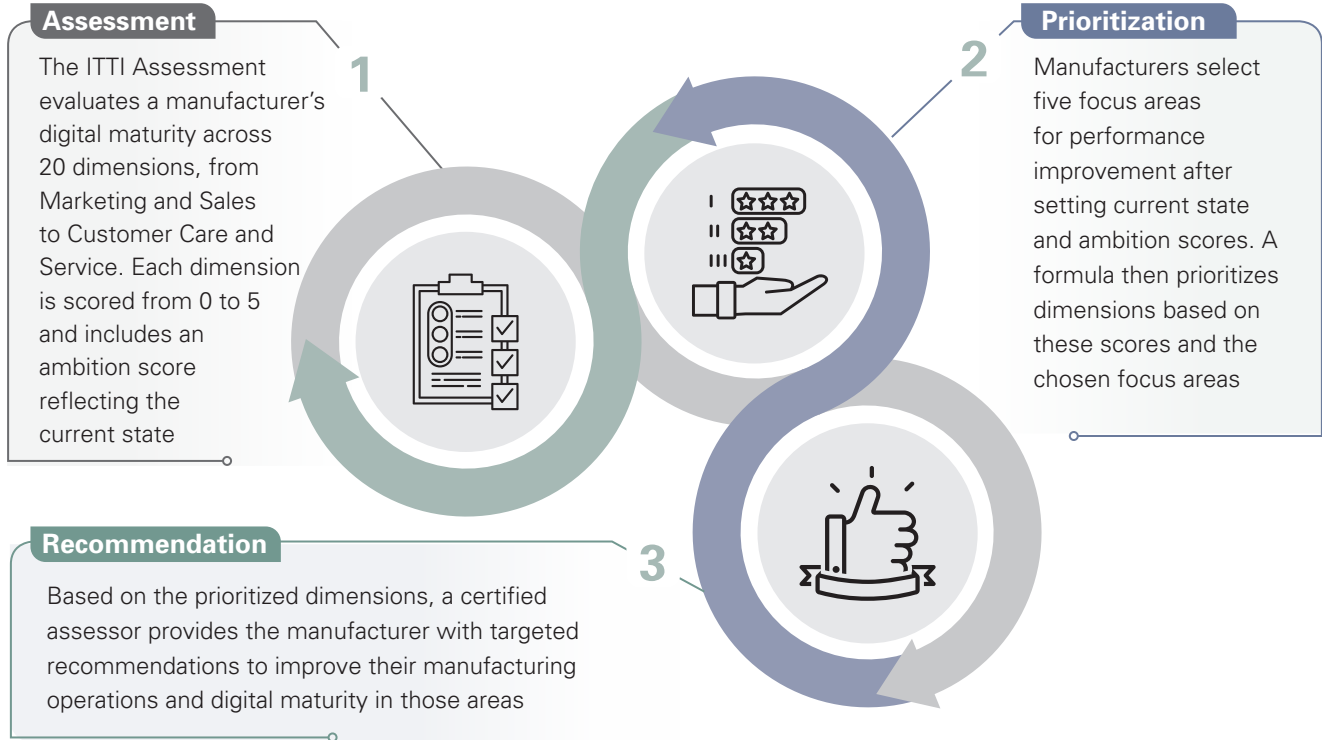 Assessment
1
The ITTI Assessment
evaluates a manufacturer's
digital maturity across
20 dimensions, from
Marketing and Sales
to Customer Care and
Service. Each dimension
is scored from 0 to 5
and includes an
ambition score
reflecting the
current state
2
Prioritization
Manufacturers select
five focus areas
for performance
improvement after
setting current state
and ambition scores. A
formula then prioritizes
dimensions based on
these scores and the
chosen focus areas
I
II
III
Recommendation
3
Based on the prioritized dimensions, a certified
assessor provides the manufacturer with targeted
recommendations to improve their manufacturing
operations and digital maturity in those areas